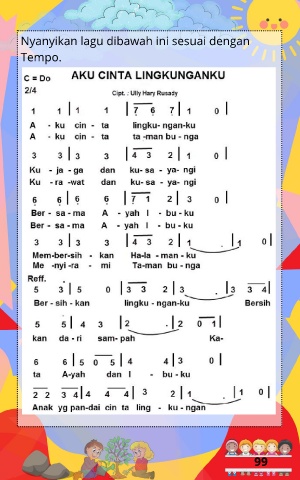 Nyanyikan lagu dibawah ini sesuai dengan
Tempo.
C = Do AKU CINTA LINGKUNGANKU
2/4 Cipt. : Ully Hary Rusady
1 1 | 1 1 | 7 6 7 | 1 0 |
A - ku cin - ta lingku - ngan-ku
A - ku cin - ta ta -man bu - nga
3 3 | 3 3 | 4 3 2 | 1 0 |
Ku - ja - ga dan ku - sa - ya- ngi
Ku - ra -wat dan ku - sa - ya- ngi
6 6 | 6 6 | 7 1 2 | 3 0 |
Ber - sa - ma A - yah I - bu - ku
Ber - sa - ma A - yah I - bu - ku
3 3 | 3 3 | 4 3 2 | 1 . | 1 0 |
Mem-ber-sih - kan Ha-la - man - ku
Me -nyi -ra - mi Ta-man bu - nga
Reff.
5 3 | 5 0 | 3 3 2 | 3 . | 3 3 4 |
Ber - sih - kan lingku - ngan-ku Bersih
5 5 | 4 3 | 2 . | 2 0 1 |
kan da - ri sam- pah Ka-
6 6 | 5 0 5 | 4 4 | 3 0 |
ta A-yah dan I - bu - ku
2 2 3 4 | 4 4 | 3 2 | 1 . | 1 0 |
Anak yg pan-dai cin ta ling - ku - ngan
99